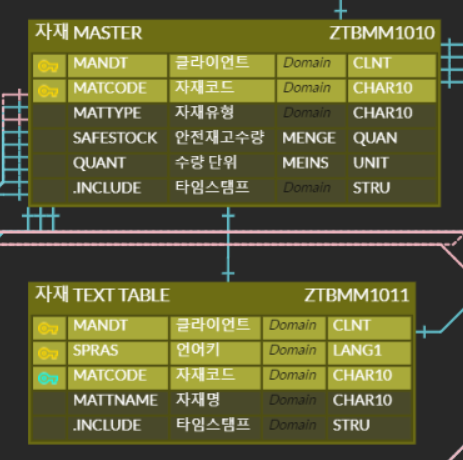 자재 MASTER ZTBMM1010
MANDT 클라이언트 Domain CLNT
MATCODE 자재코드 Domain CHAR10
MATTYPE 자재유형 Domain CHAR10
SAFESTOCK 안전재고수량 MENGE QUAN
QUANT 수량 단위 MEINS UNIT
.INCLUDE 타임스탬프 Domain STRU
자재 TEXT TABLE ZTBMM1011
MANDT 클라이언트 Domain CLNT
SPRAS 언어키 Domain LANG1
MATCODE 자재코드 Domain CHAR10
MATTNAME 자재명 Domain CHAR10
.INCLUDE 타임스탬프 Domain STRU